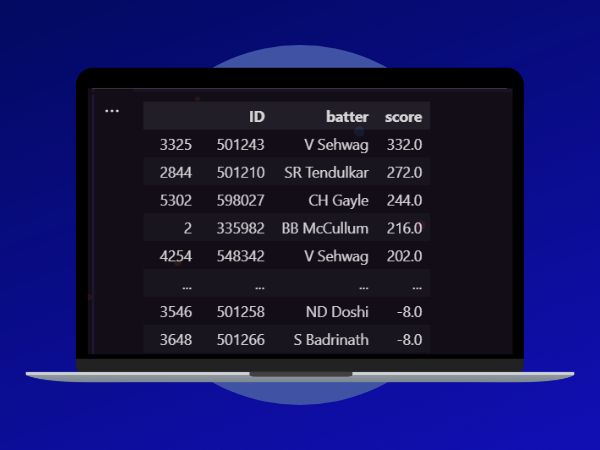 ...
ID batter score
3325 501243 V Sehwag 332.0
2844 501210 SR Tendulkar 272.0
5302 598027 CH Gayle 244.0
2 335982 BB McCullum 216.0
4254 548342 V Sehwag 202.0
... ... ... ...
3546 501258 ND Doshi -8.0
3648 501266 S Badrinath -8.0